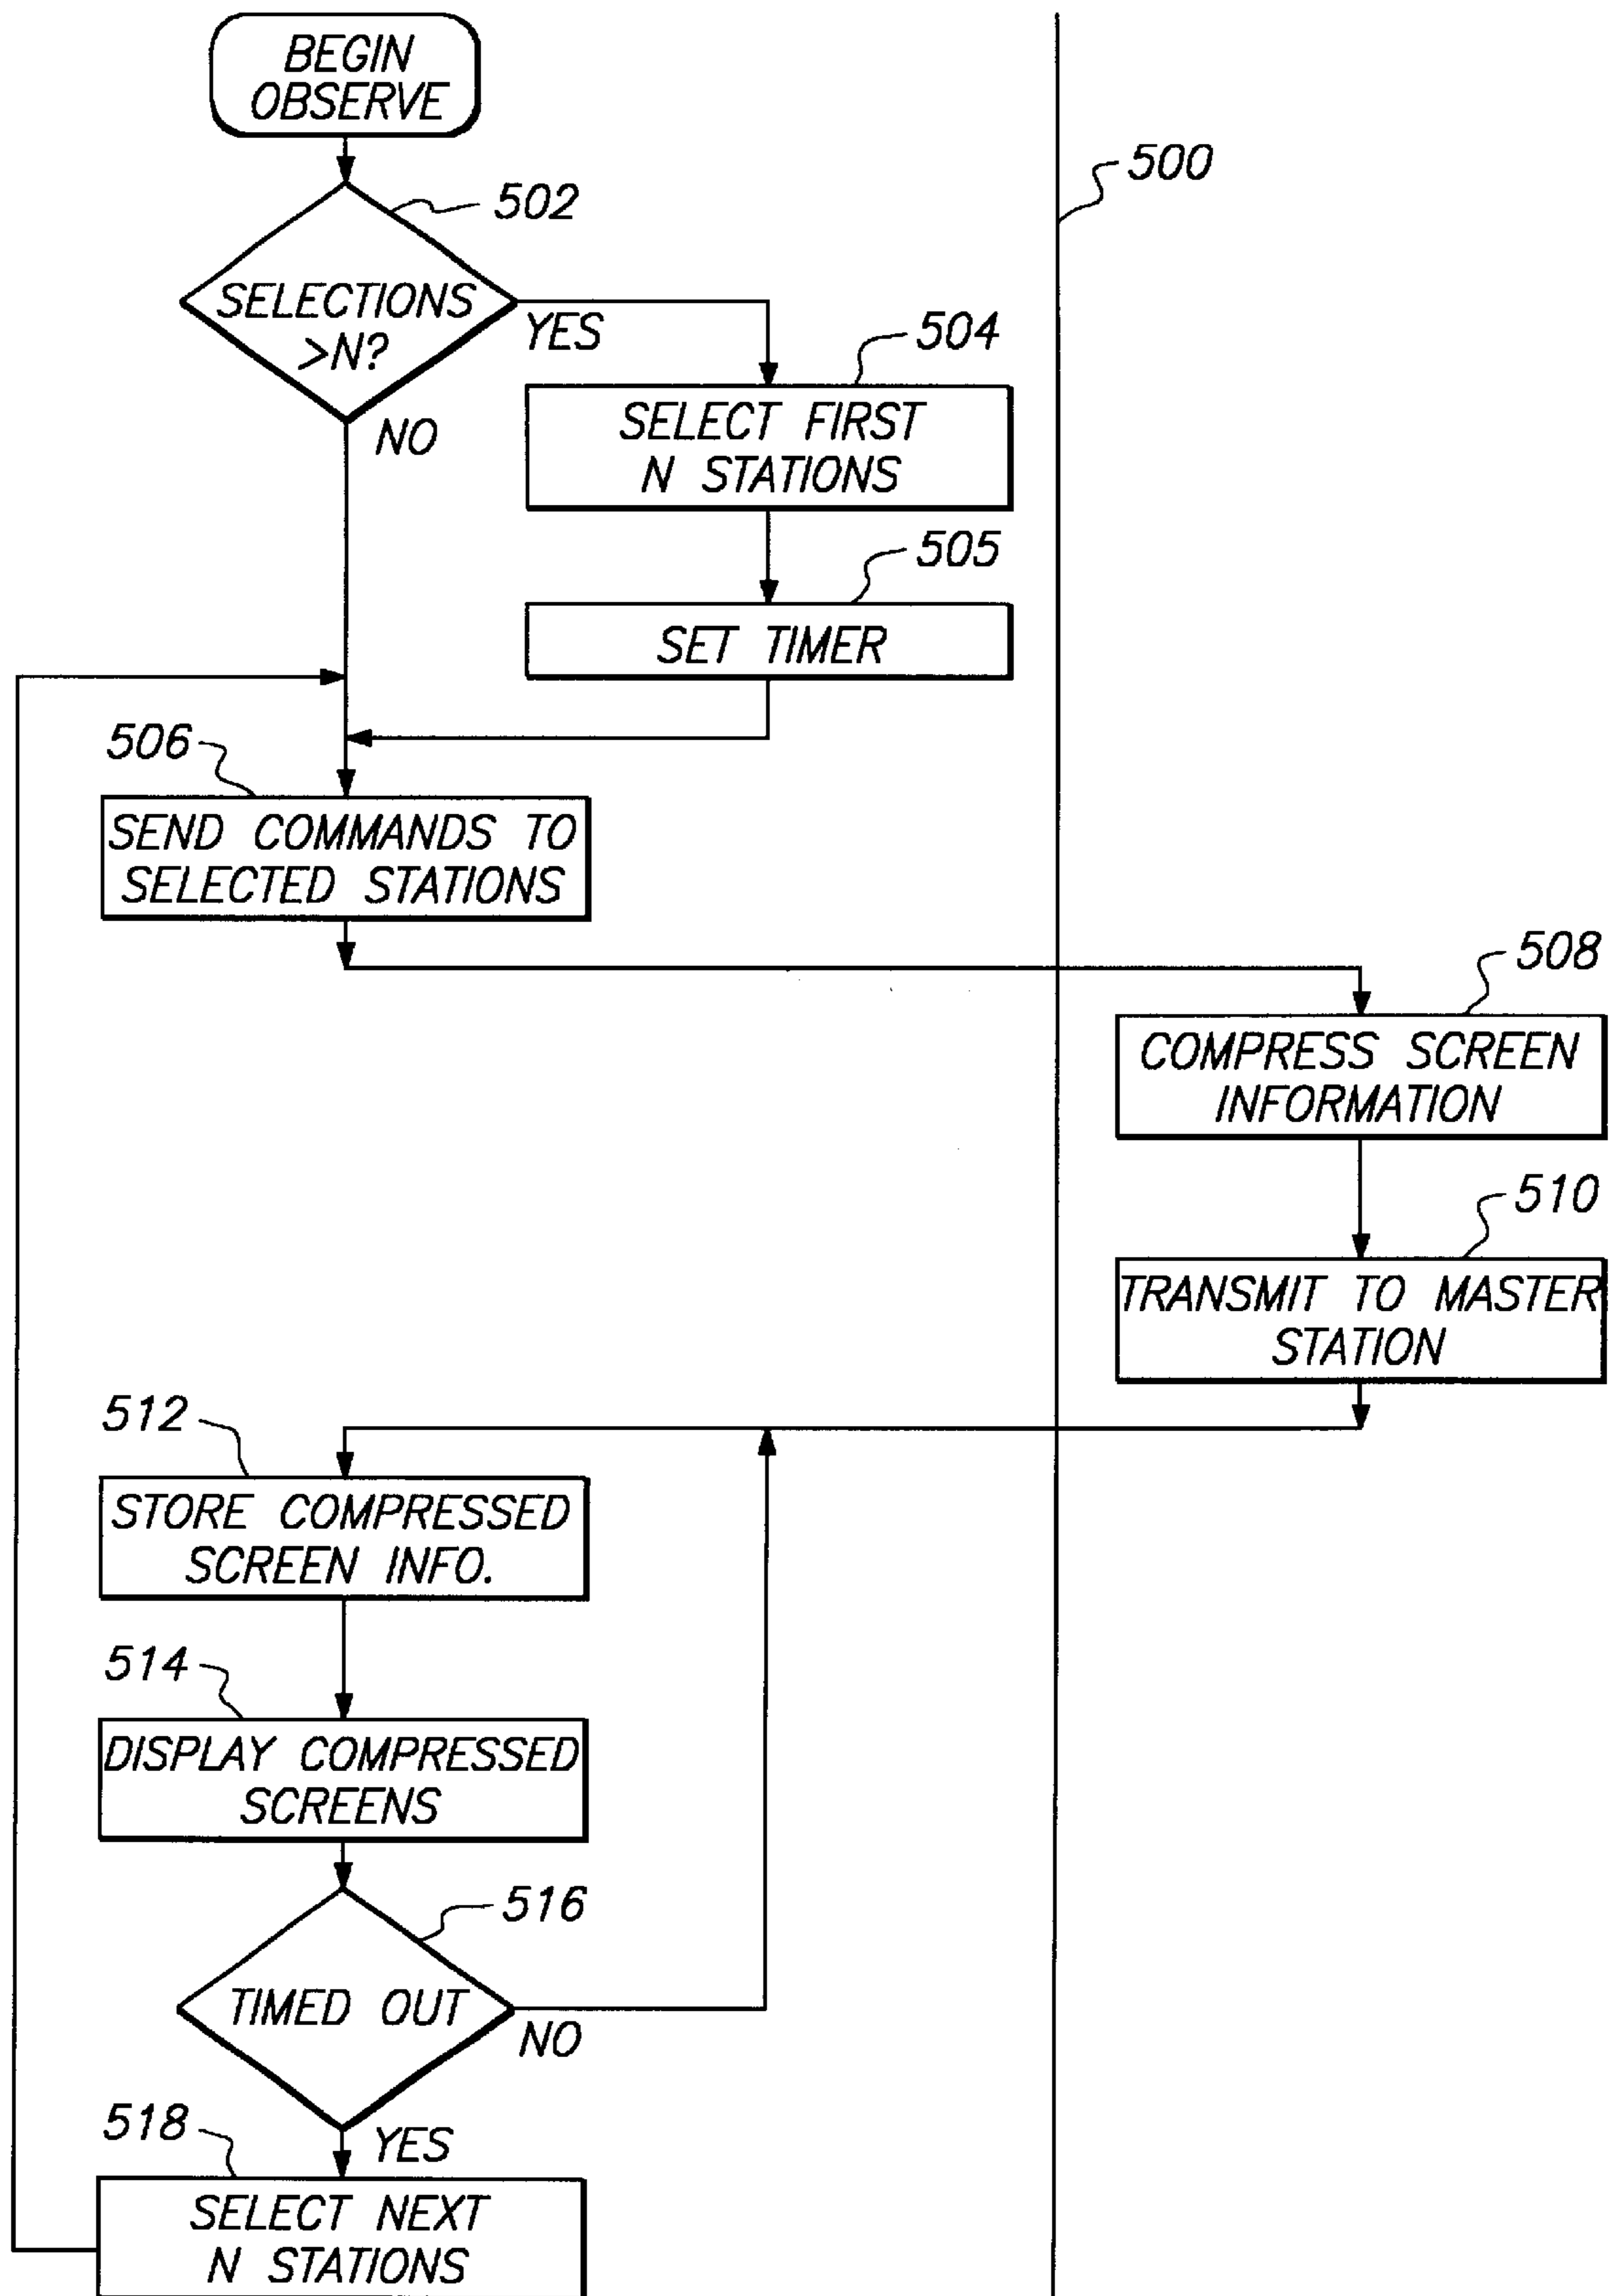 BEGIN
OBSERVE
500
502
SELECTIONS
>N?
YES
504
NO
SELECT FIRST
N STATIONS
505
SET TIMER
506
SEND COMMANDS TO
SELECTED STATIONS
508
COMPRESS SCREEN
INFORMATION
510
TRANSMIT TO MASTER
STATION
512
STORE COMPRESSED
SCREEN INFO.
514
DISPLAY COMPRESSED
SCREENS
516
TIMED OUT
NO
518
YES
SELECT NEXT
N STATIONS